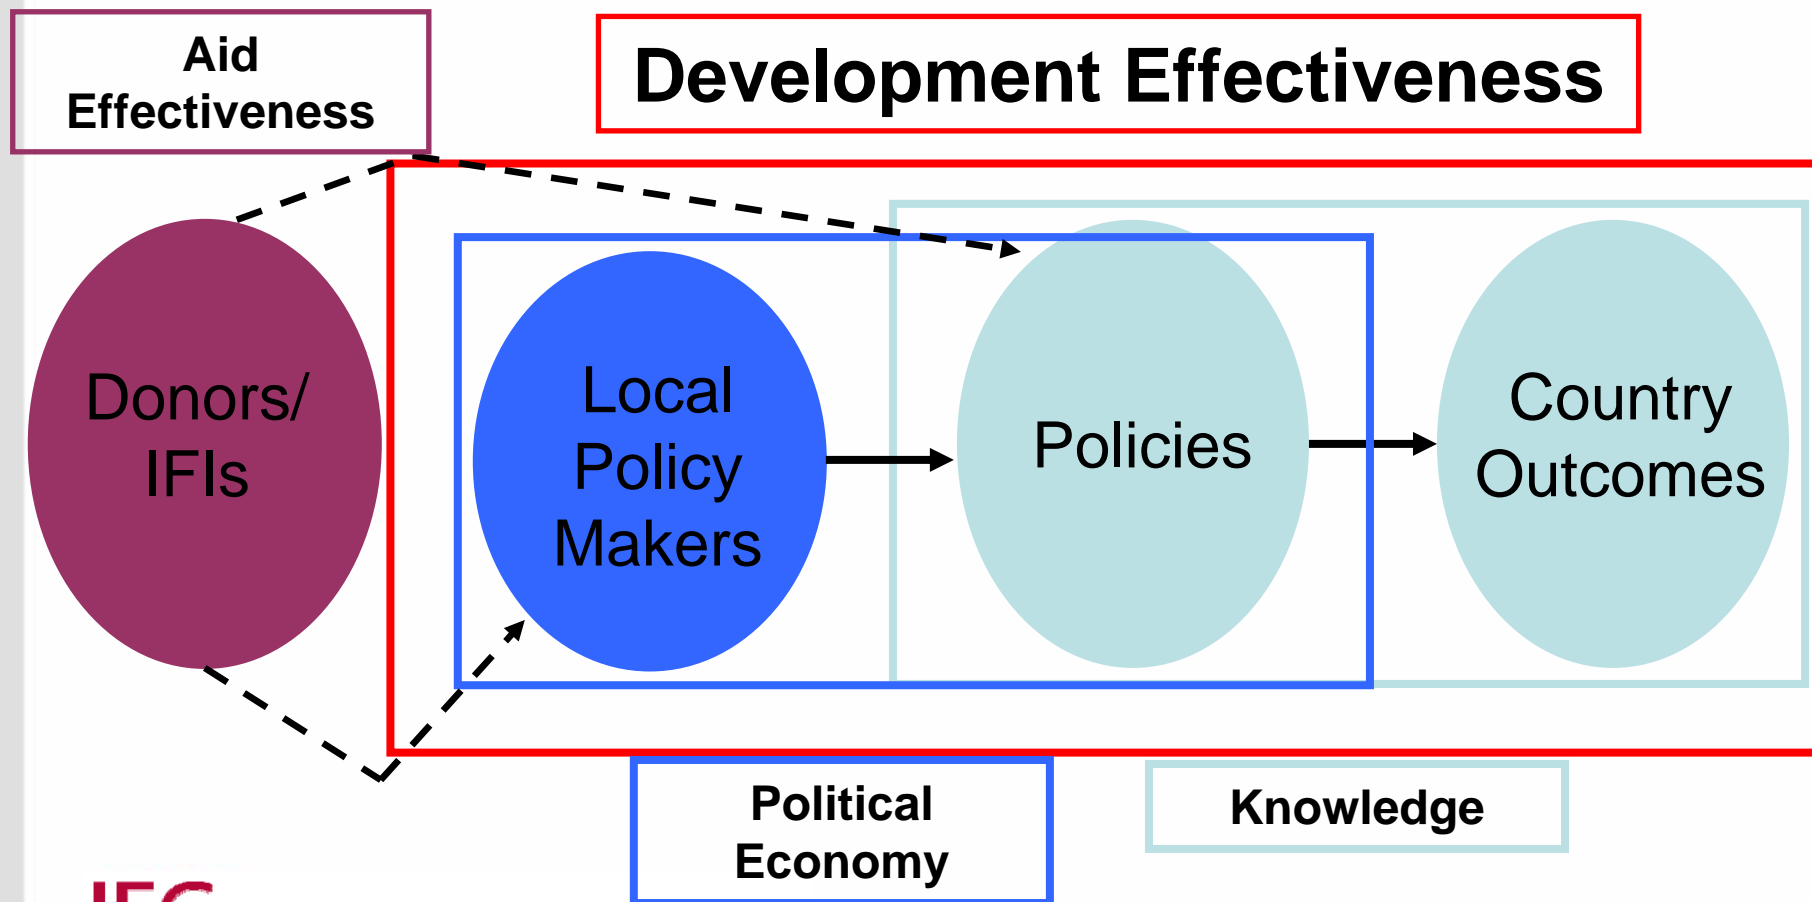 Aid
Effectiveness
Development Effectiveness
Donors/
IFIs
Local
Policy
Makers
Policies
Country
Outcomes
Political
Economy
Knowledge